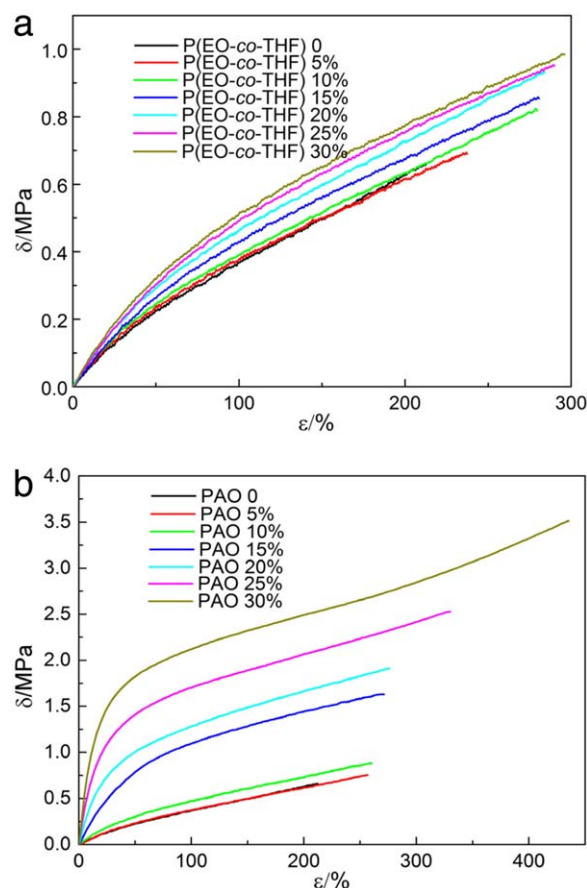 a
P(EO-co-THF) 0
P(EO-co-THF) 5%
P(EO-co-THF) 10%
P(EO-co-THF) 15%
P(EO-co-THF) 20%
P(EO-co-THF) 25%
P(EO-co-THF) 30%
1.0
0.8
0.6
0.4
0.2
0.0
δ/MPa
0
100
200
300
ε/%
b
PAO 0
PAO 5%
PAO 10%
PAO 15%
PAO 20%
PAO 25%
PAO 30%
4.0
3.5
3.0
2.5
2.0
1.5
1.0
0.5
0.0
δ/MPa
0
100
200
300
400
ε/%